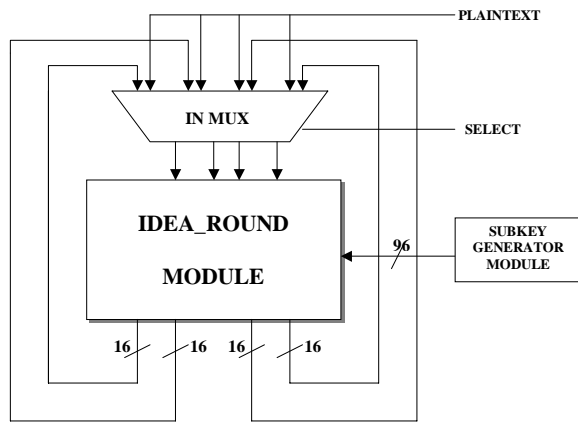 PLAINTEXT
IN MUX
SELECT
IDEA_ROUND
MODULE
96
SUBKEY
GENERATOR
MODULE
16 16 16 16